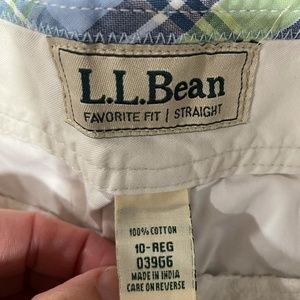 L.L.Bean
FAVORITE FIT | STRAIGHT
100% COTTON
10-REG
03966
MADE IN INDIA
CARE ON REVERSE